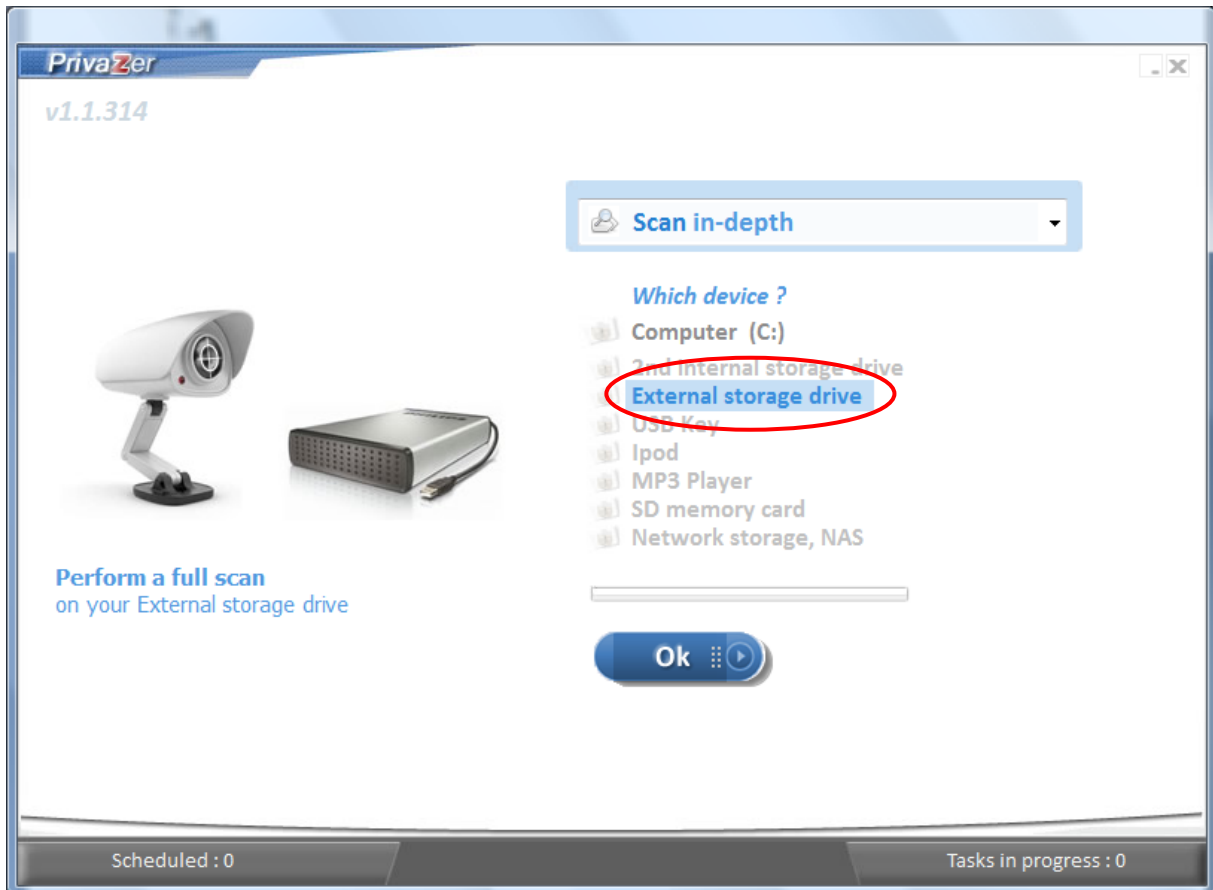 PrivaZer
v1.1.314
Scan in-depth
Which device ?
Computer (C:)
2nd Internal storage drive
External storage drive
USB Key
Ipod
MP3 Player
SD memory card
Network storage, NAS
Perform a full scan
on your External storage drive
Ok
Scheduled : 0
Tasks in progress : 0